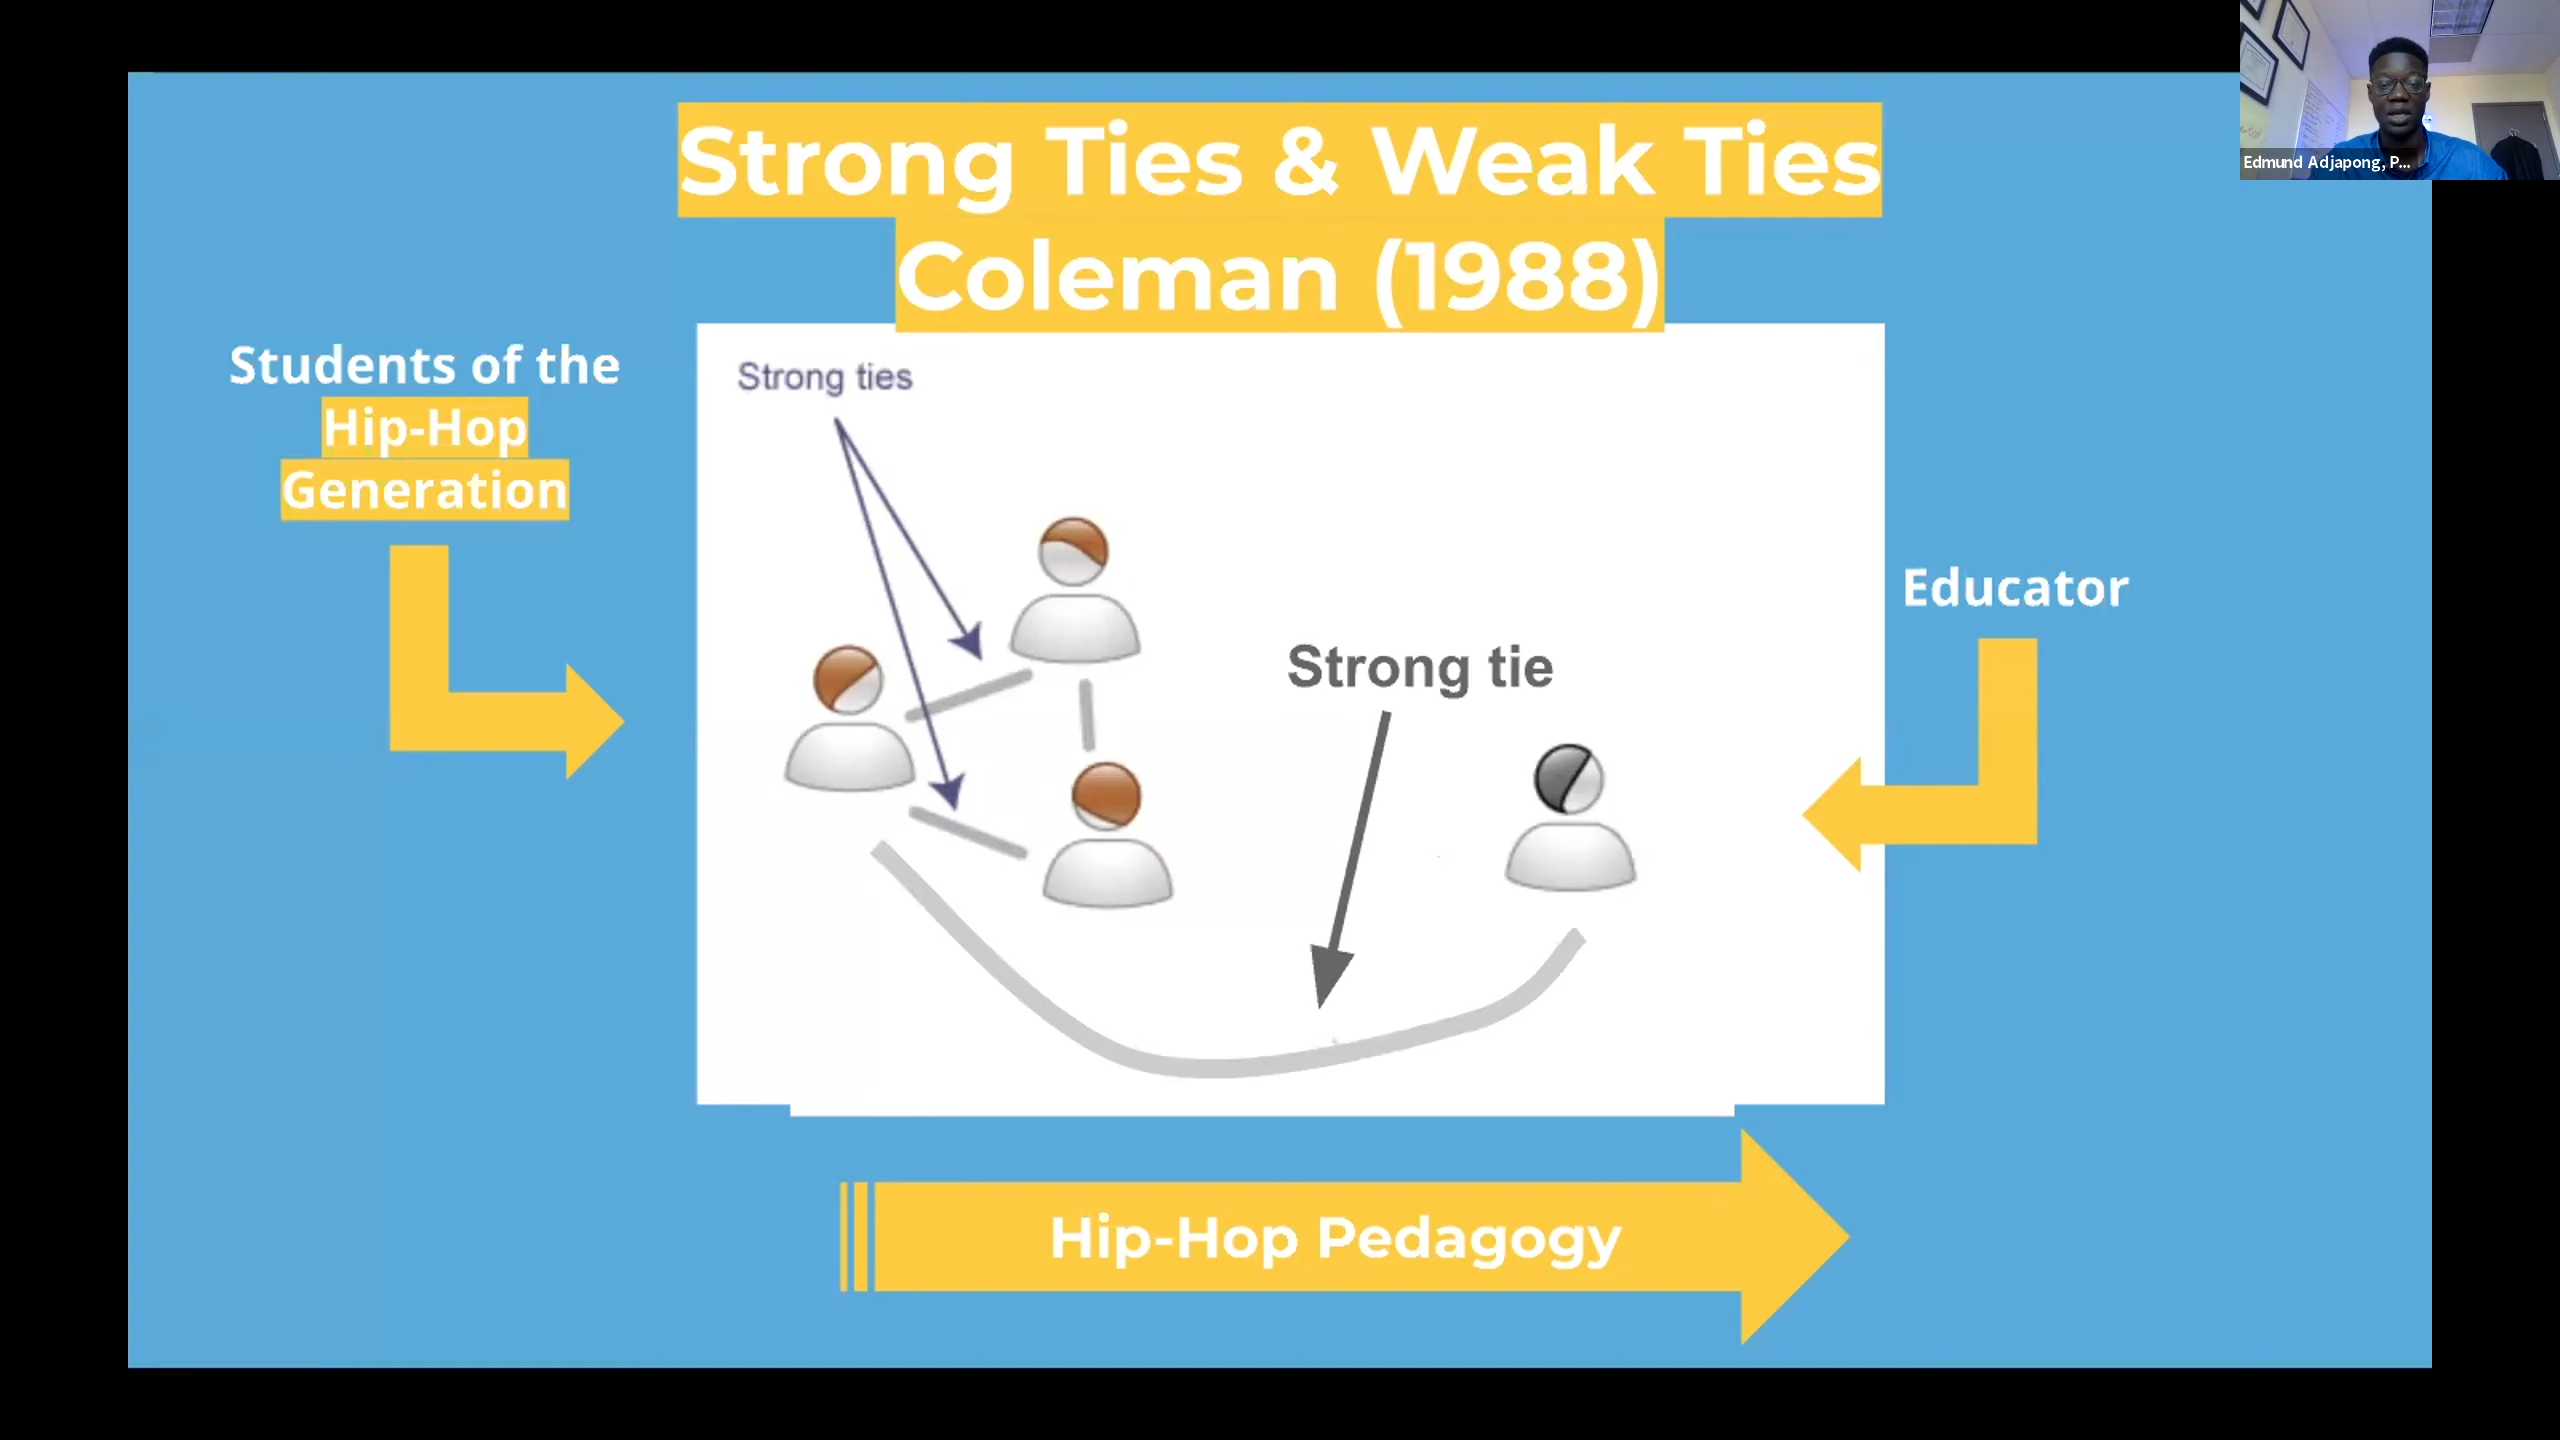 Strong Ties & Weak Ties
Coleman (1988)
Edmund Adjapong, P...
Students of the
Hip-Hop
Generation
Strong ties
Strong tie
Educator
Hip-Hop Pedagogy